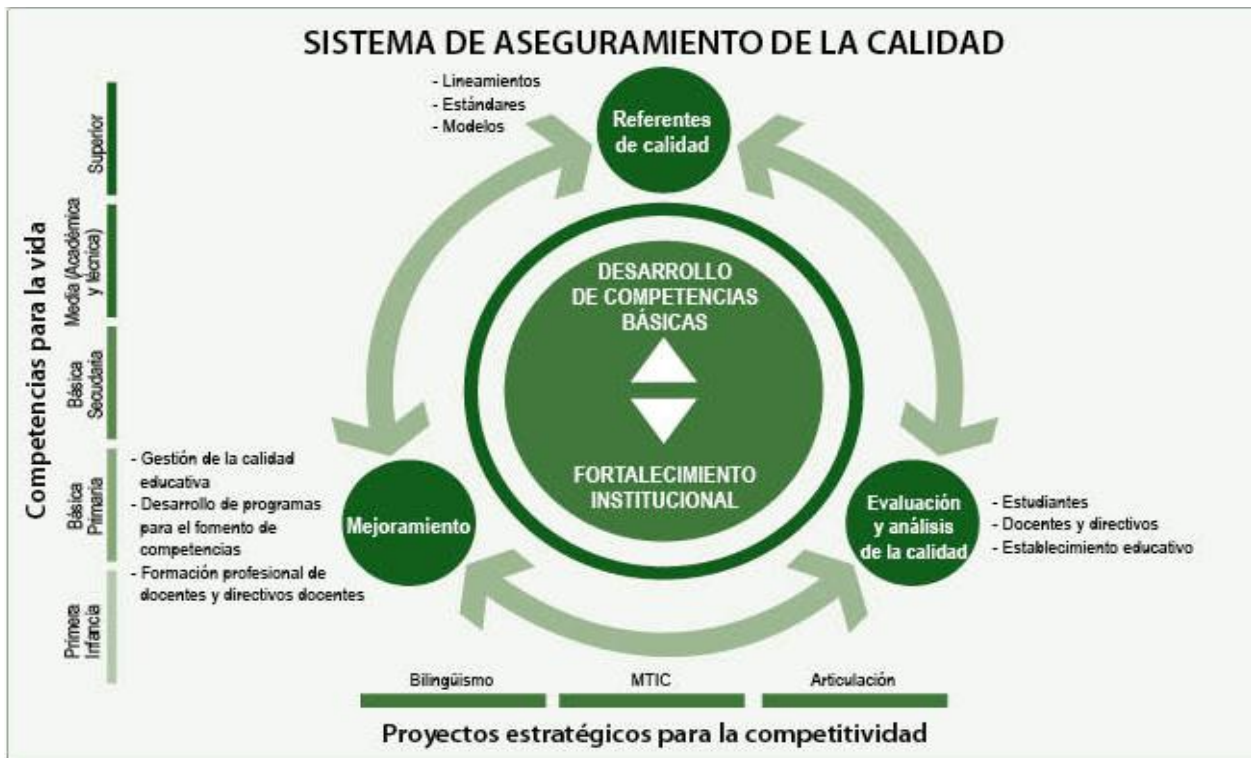 SISTEMA DE ASEGURAMIENTO DE LA CALIDAD
- Lineamientos
- Estándares
- Modelos
Referentes
de calidad
Competencias para la vida
Superior
Media (Académica
y técnica)
Básica
Secudaria
Básica
Primaria
Primera
Infancia
DESARROLLO
DE COMPETENCIAS
BÁSICAS
FORTALECIMIENTO
INSTITUCIONAL
- Gestión de la calidad
educativa
- Desarrollo de programas
para el fomento de
competencias
- Formación profesional de
docentes y directivos docentes
Mejoramiento
Evaluación
y análisis
de la calidad
- Estudiantes
- Docentes y directivos
- Establecimiento educativo
Bilingüismo
MTIC
Articulación
Proyectos estratégicos para la competitividad